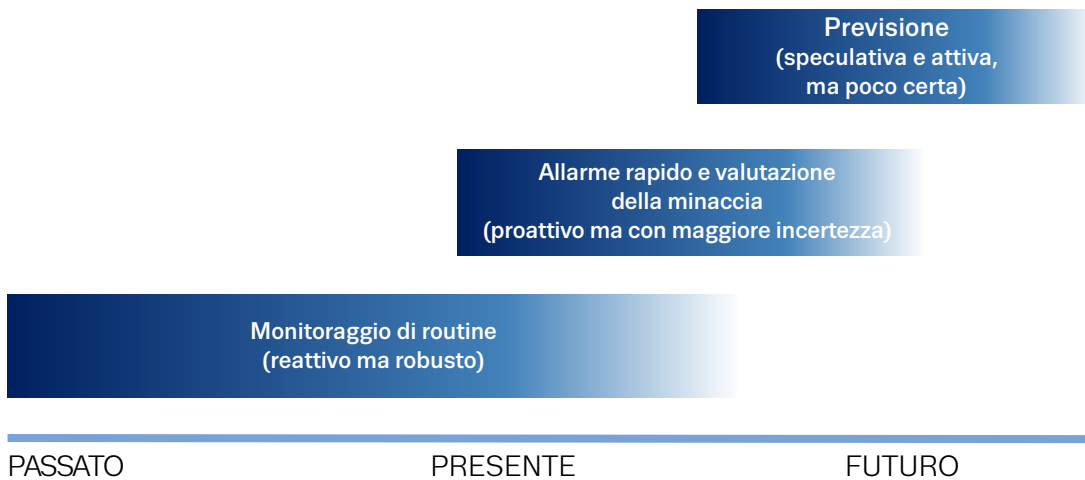 Previsione
(speculativa e attiva,
ma poco certa)
Allarme rapido e valutazione
della minaccia
(proattivo ma con maggiore incertezza)
Monitoraggio di routine
(reattivo ma robusto)
PASSATO
PRESENTE
FUTURO